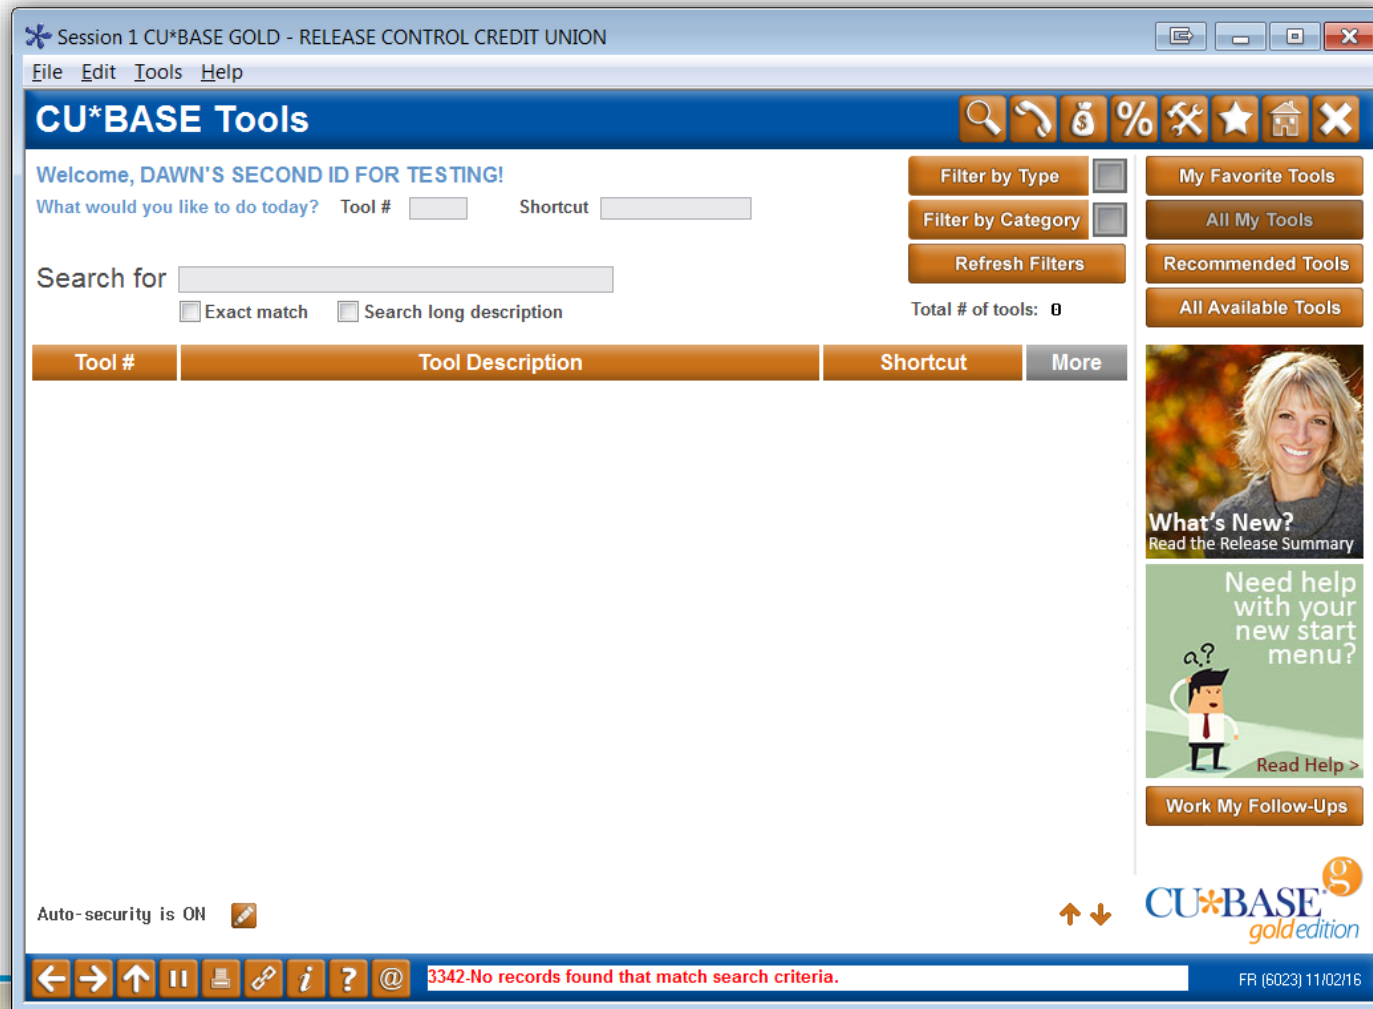 Session 1 CU*BASE GOLD - RELEASE CONTROL CREDIT UNION
File Edit Tools Help
CU*BASE Tools
%
Welcome, DAWN'S SECOND ID FOR TESTING!
What would you like to do today? Tool # Shortcut
Filter by Type
Filter by Category
Refresh Filters
My Favorite Tools
All My Tools
Recommended Tools
All Available Tools
Search for
Exact match Search long description
Total # of tools: 0
Tool # Tool Description Shortcut More
What's New?
Read the Release Summary
Need help
with your
new start
menu?
a?
Read Help >
Work My Follow-Ups
Auto-security is ON
CU*BASE g
gold edition
i ? @
3342-No records found that match search criteria.
FR (6023) 11/02/16